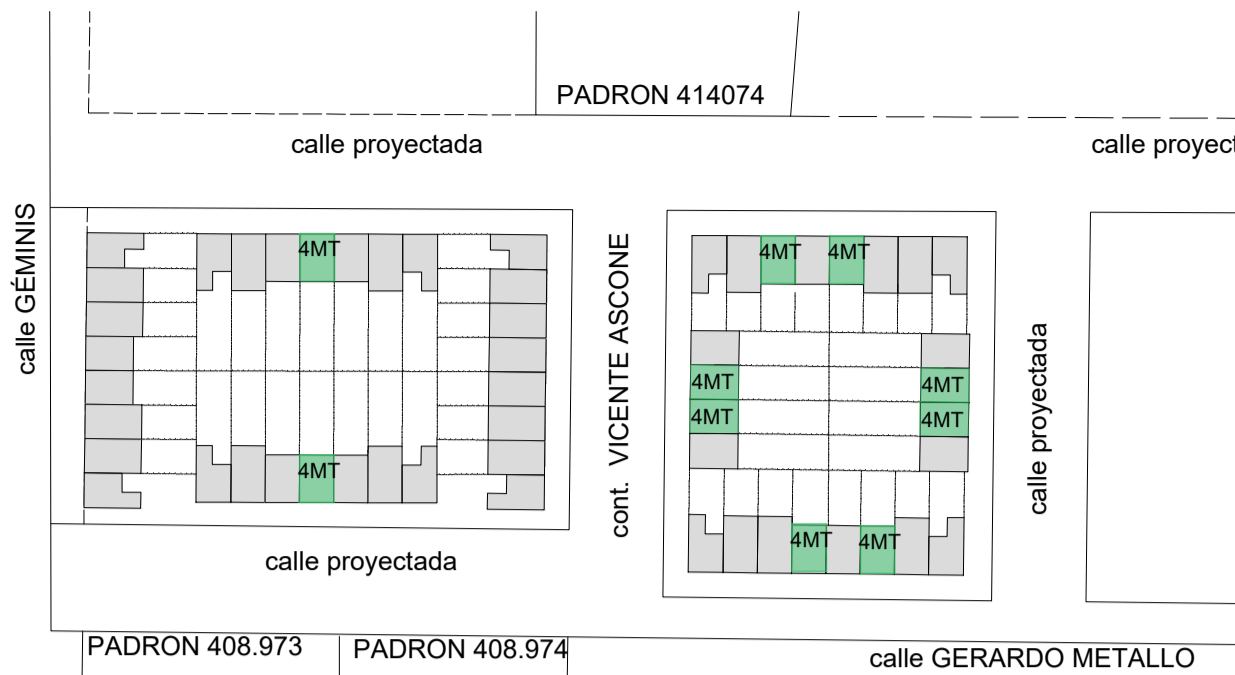 PADRON 414074
calle proyectada
calle proyect
calle GÉMINIS
4MT
cont. VICENTE ASCONE
4MT
4MT
calle proyectada
4MT
4MT
4MT
4MT
4MT
4MT
4MT
calle proyectada
PADRON 408.973
PADRON 408.974
calle GERARDO METALLO